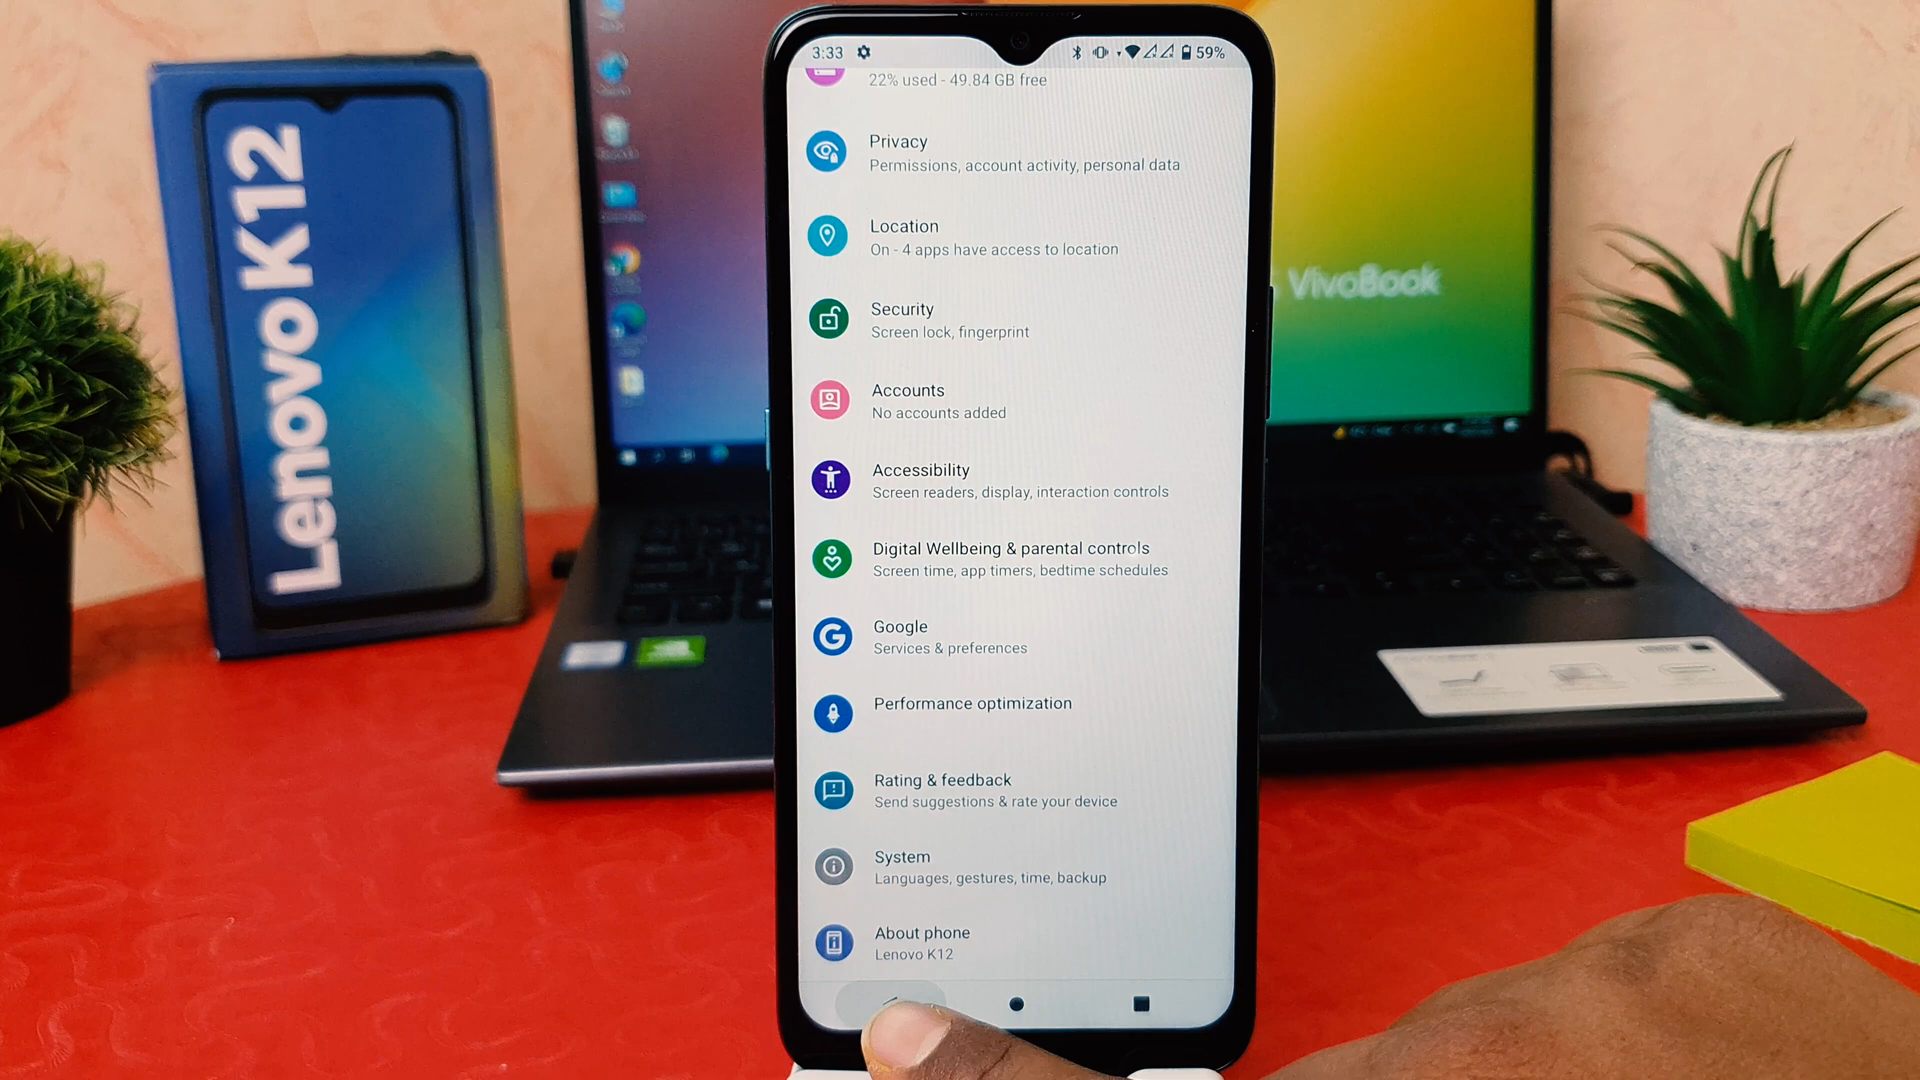 Lenovo K12
3:33
59%
22% used - 49.84 GB free
Privacy
Permissions, account activity, personal data
Location
On - 4 apps have access to location
Security
Screen lock, fingerprint
Accounts
No accounts added
Accessibility
Screen readers, display, interaction controls
Digital Wellbeing & parental controls
Screen time, app timers, bedtime schedules
Google
Services & preferences
Performance optimization
Rating & feedback
Send suggestions & rate your device
System
Languages, gestures, time, backup
About phone
Lenovo K12
VivoBook